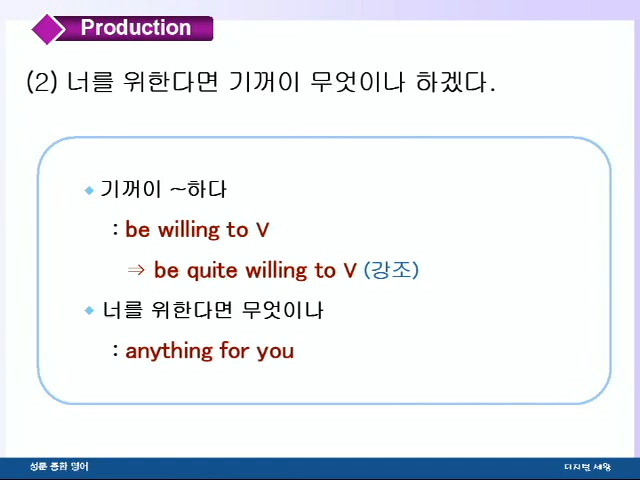 Production
(2) 너를 위한다면 기꺼이 무엇이나 하겠다.
기꺼이 ~하다
: be willing to V
⇒ be quite willing to V (강조)
너를 위한다면 무엇이나
: anything for you
성문 종합 영어
디지털 세왕